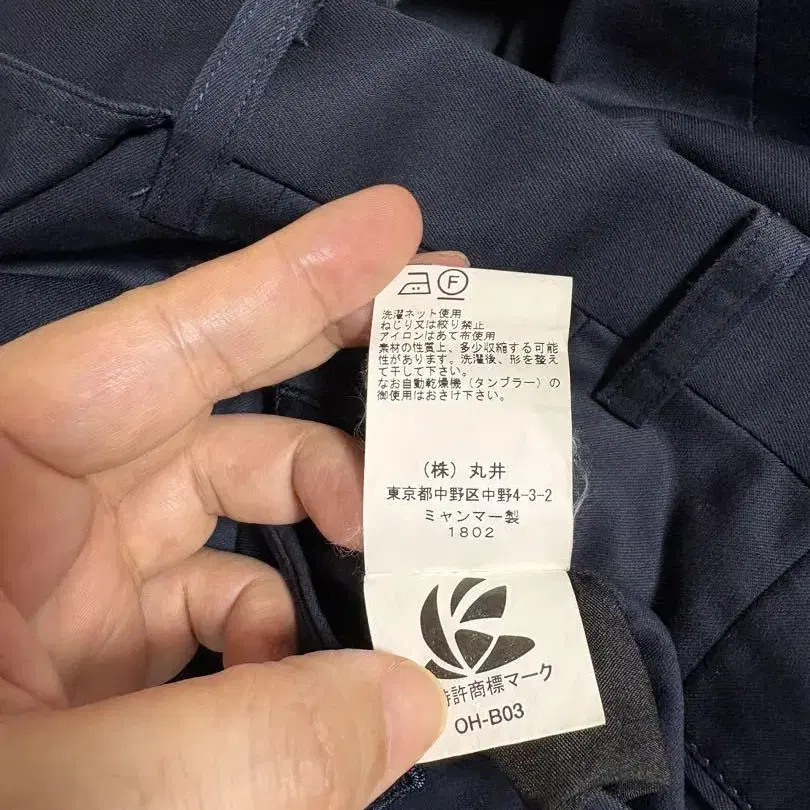 F
洗濯ネット使用
ねじり又は絞り禁止
アイロンはあて布使用
素材の性質上、多少収縮する可能
性があります。洗濯後、形を整え
て干して下さい。
なお自動乾燥機（タンブラー）の
御使用はおさけ下さい。
（株）丸井
東京都中野区中野4-3-2
ミャンマー製
1802
許商標マーク
OH-B03